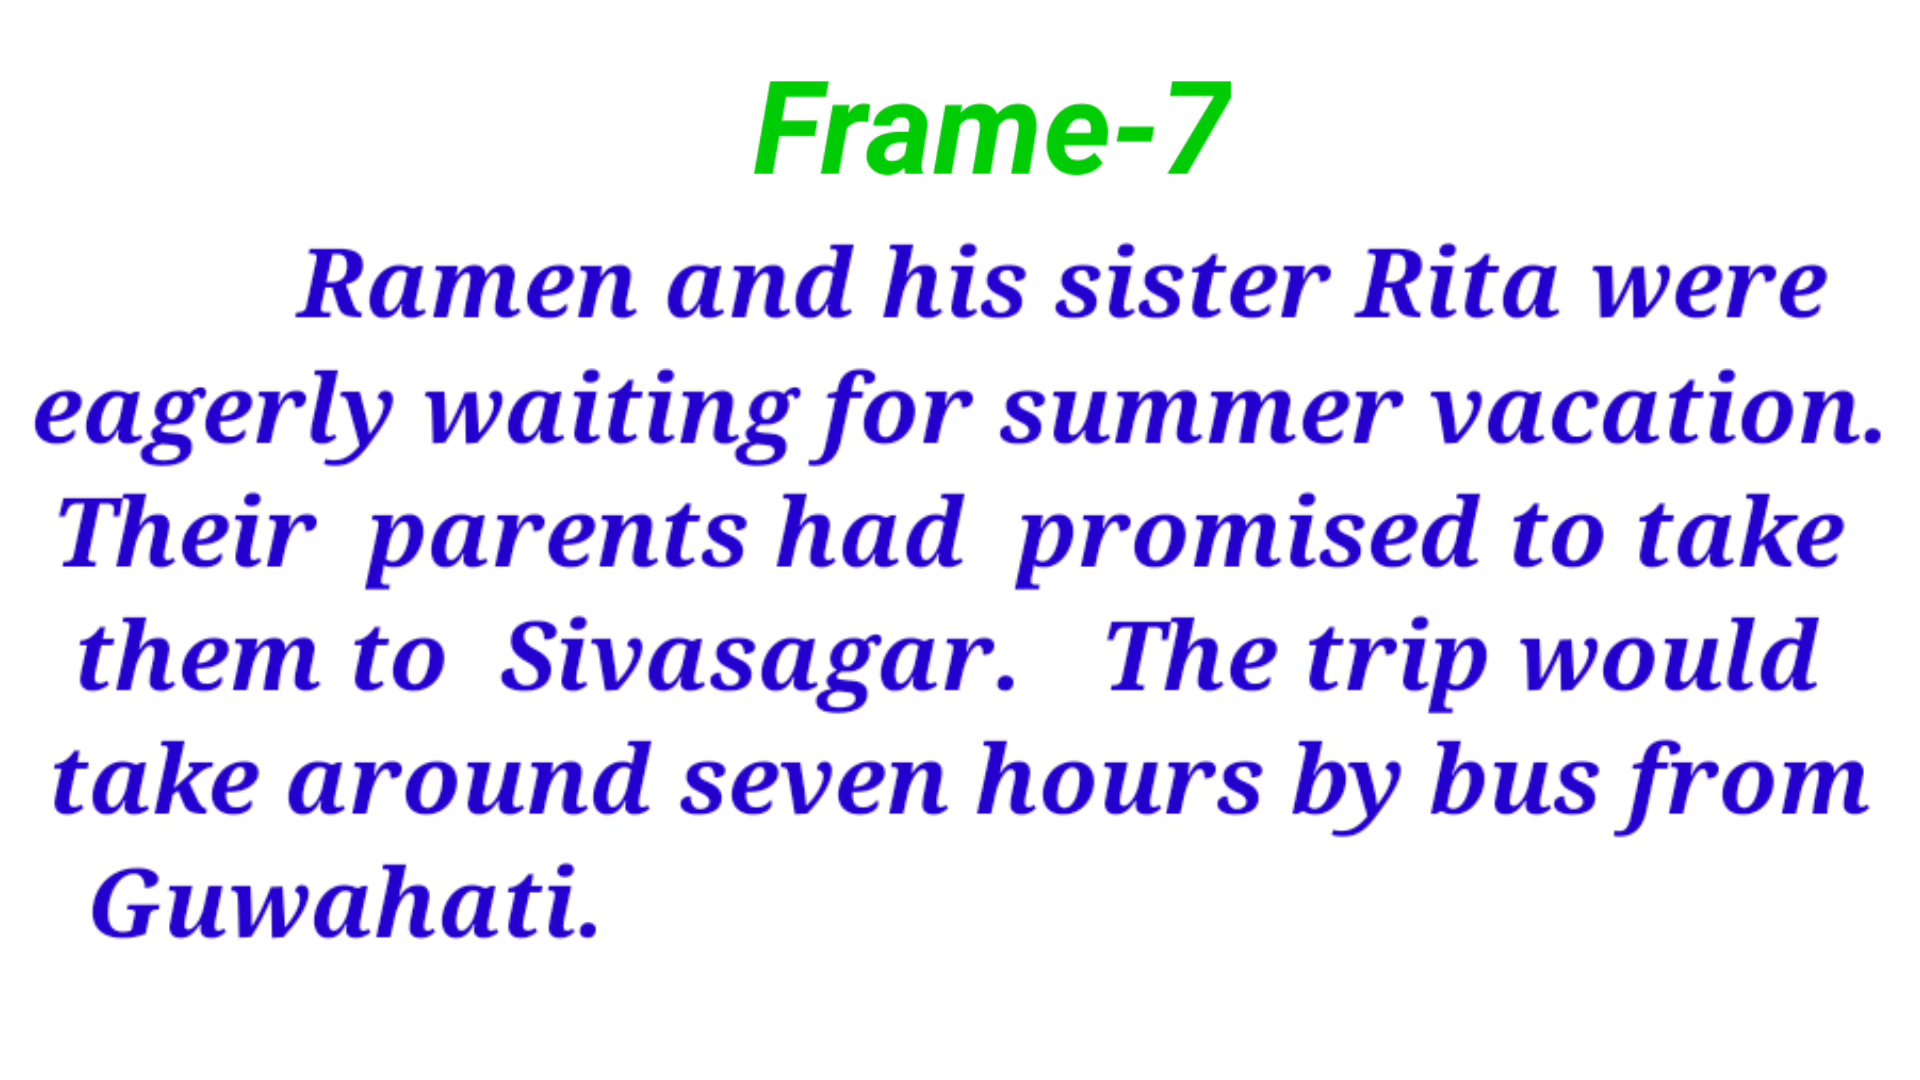 Frame-7
Ramen and his sister Rita were
eagerly waiting for summer vacation.
Their parents had promised to take
them to Sivasagar. The trip would
take around seven hours by bus from
Guwahati.